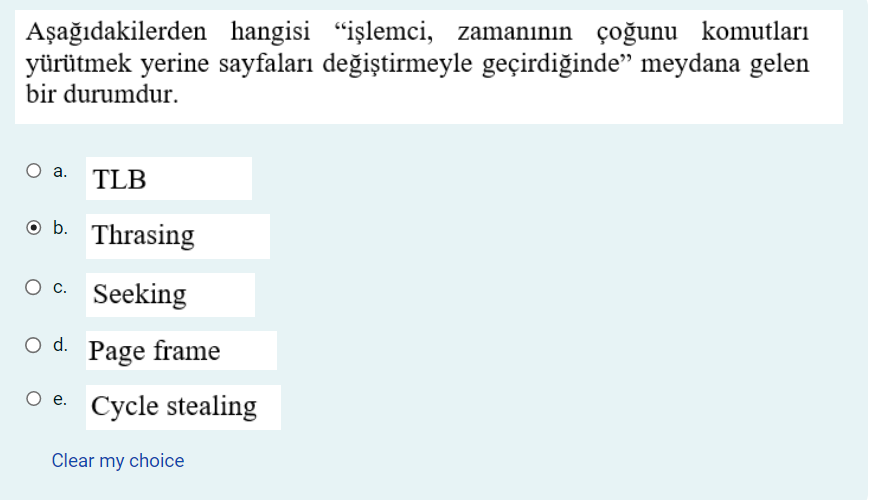 Aşağıdakilerden hangisi “işlemci, zamanının çoğunu komutları
yürütmek yerine sayfaları değiştirmeyle geçirdiğinde” meydana gelen
bir durumdur.
a. TLB
b. Thrasing
c. Seeking
d. Page frame
e. Cycle stealing
Clear my choice